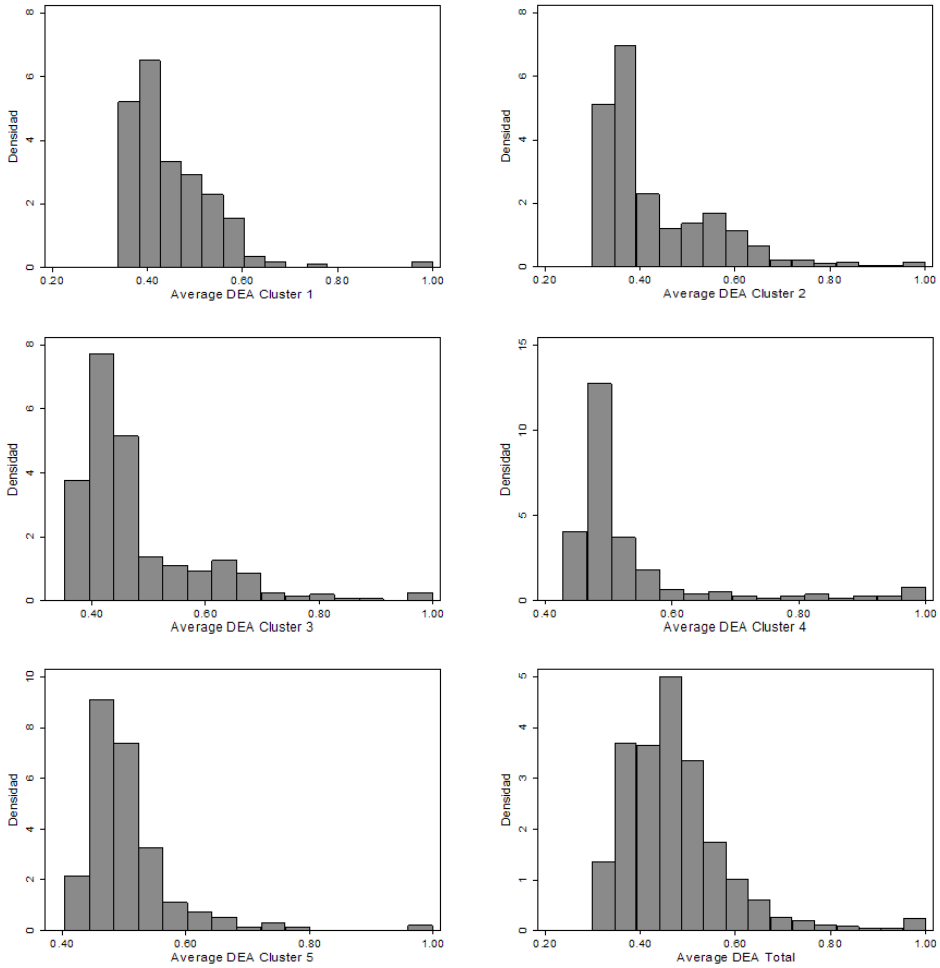 8
6
4
2
0
Densidad
0.20 0.40 0.60 0.80 1.00
Average DEA Cluster 1
8
6
4
2
0
Densidad
0.20 0.40 0.60 0.80 1.00
Average DEA Cluster 2
8
6
4
2
0
Densidad
0.40 0.60 0.80 1.00
Average DEA Cluster 3
15
10
5
0
Densidad
0.40 0.60 0.80 1.00
Average DEA Cluster 4
10
8
6
4
2
0
Densidad
0.40 0.60 0.80 1.00
Average DEA Cluster 5
5
4
3
2
1
0
Densidad
0.20 0.40 0.60 0.80 1.00
Average DEA Total